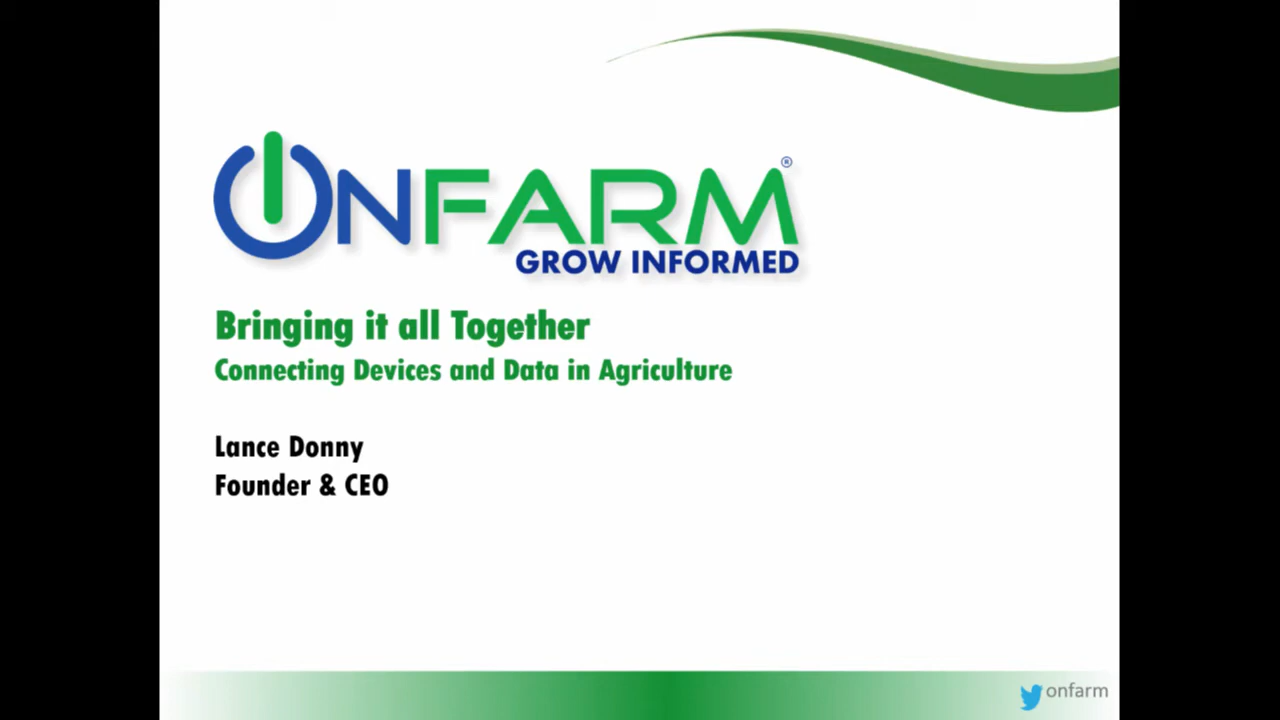 ONFARM®
GROW INFORMED
Bringing it all Together
Connecting Devices and Data in Agriculture
Lance Donny
Founder & CEO
onfarm